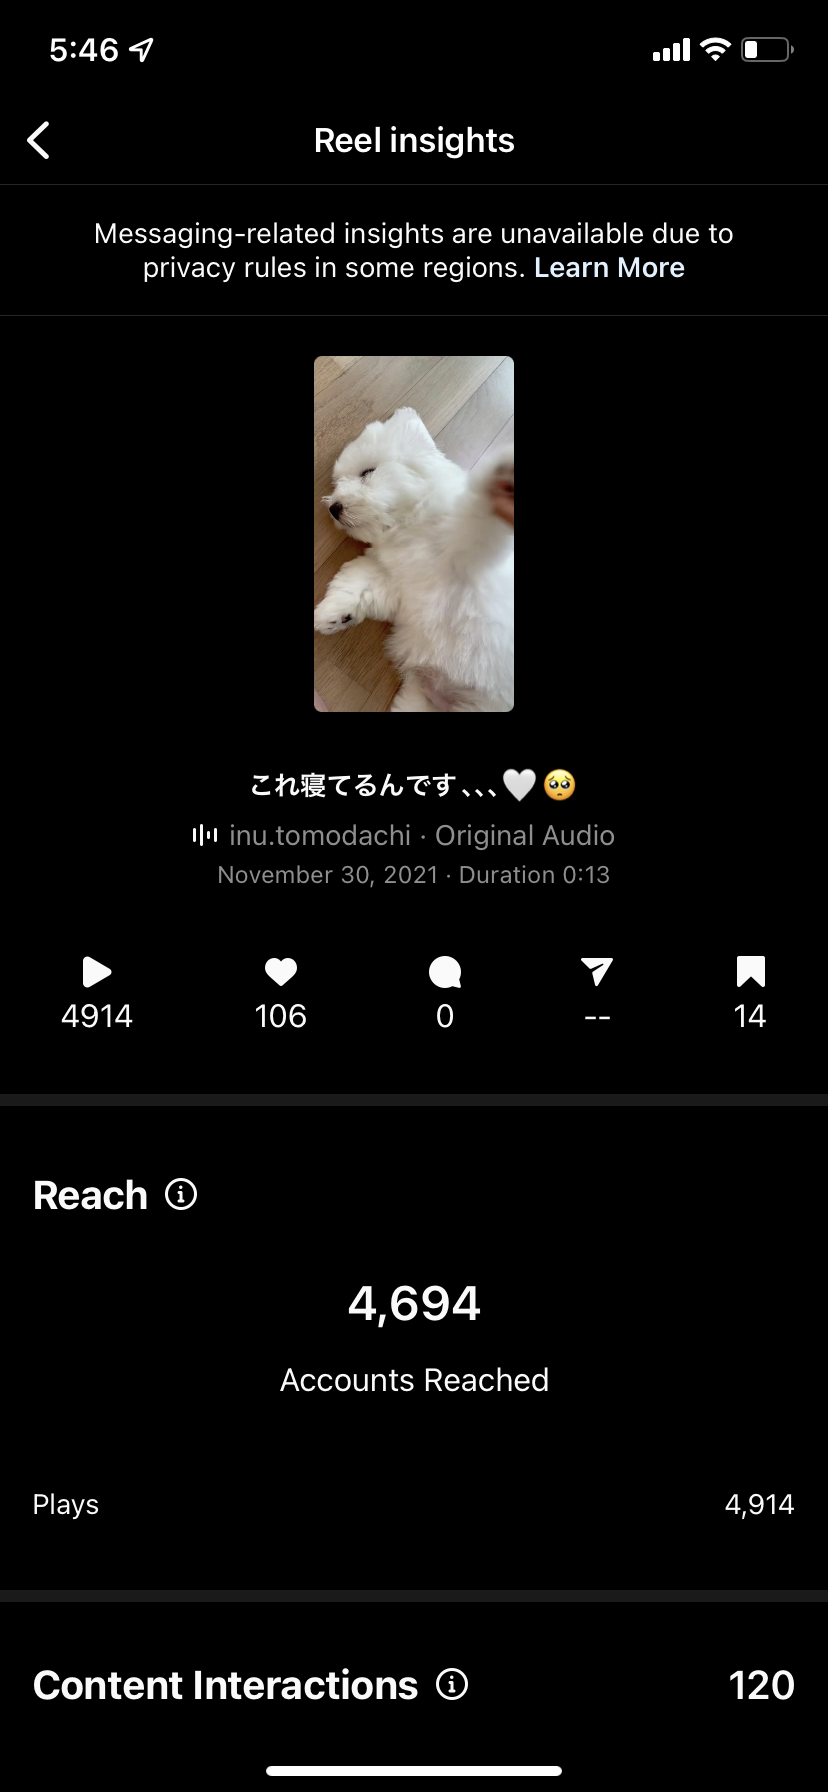 5:46
Reel insights
Messaging-related insights are unavailable due to
privacy rules in some regions. Learn More
これ寝てるんです、、、🤍🥺
inu.tomodachi · Original Audio
November 30, 2021 · Duration 0:13
4914 106 0 -- 14
Reach
4,694
Accounts Reached
Plays 4,914
Content Interactions 120